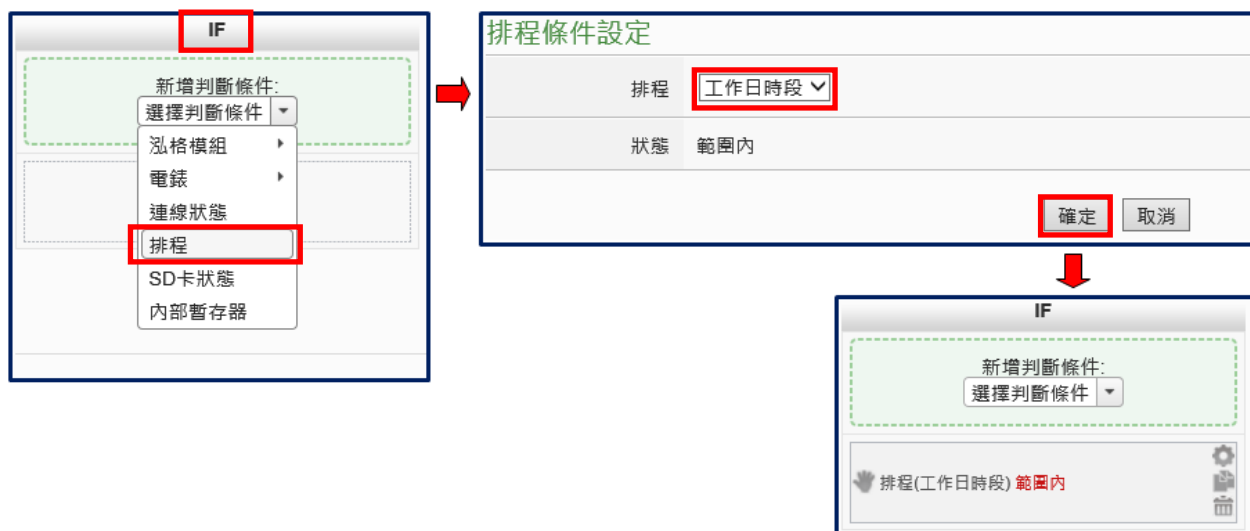 IF
新增判斷條件:
選擇判斷條件
泓格模組
電錶
連線狀態
排程
SD卡狀態
內部暫存器
排程條件設定
排程 工作日時段
狀態 範圍內
確定 取消
IF
新增判斷條件:
選擇判斷條件
排程(工作日時段) 範圍內